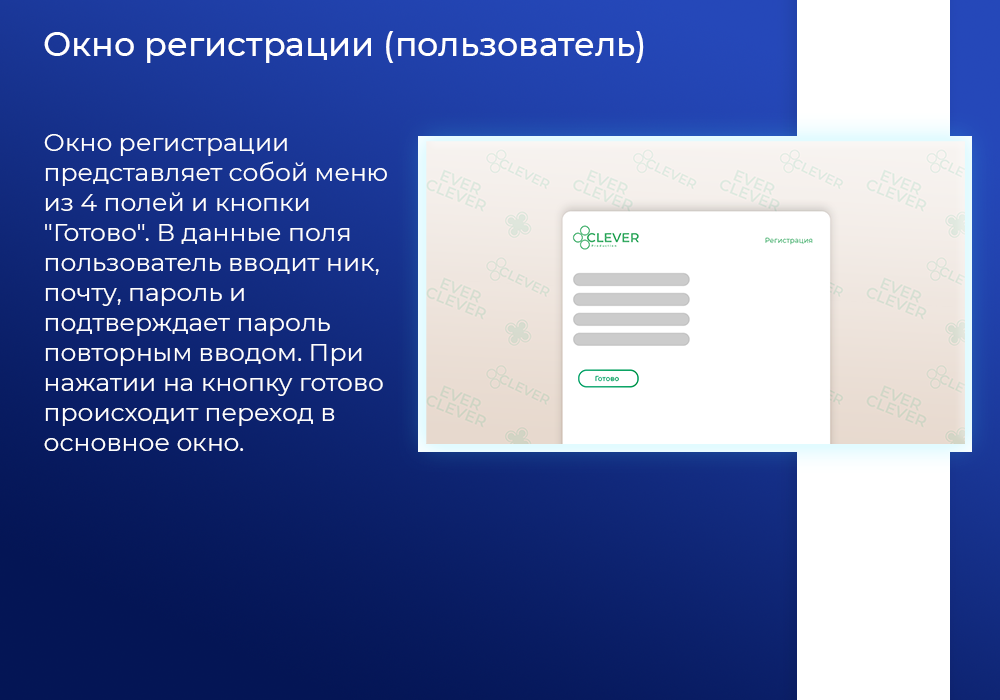 Окно регистрации (пользователь)
Окно регистрации
представляет собой меню
из 4 полей и кнопки
"Готово". В данные поля
пользователь вводит ник,
почту, пароль и
подтверждает пароль
повторным вводом. При
нажатии на кнопку готово
происходит переход в
основное окно.
CLEVER
Регистрация
Готово
EVER
CLEVER